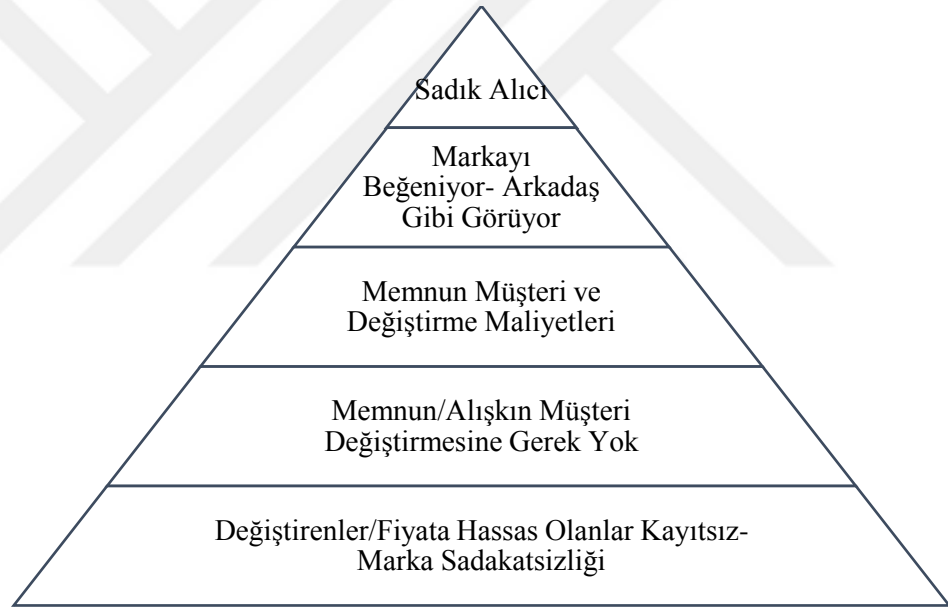 Sadık Alıcı
Markayı
Beğeniyor- Arkadaş
Gibi Görüyor
Memnun Müşteri ve
Değiştirme Maliyetleri
Memnun/Alışkın Müşteri
Değiştirmesine Gerek Yok
Değiştirenler/Fiyata Hassas Olanlar Kayıtsız-
Marka Sadakatsizliği